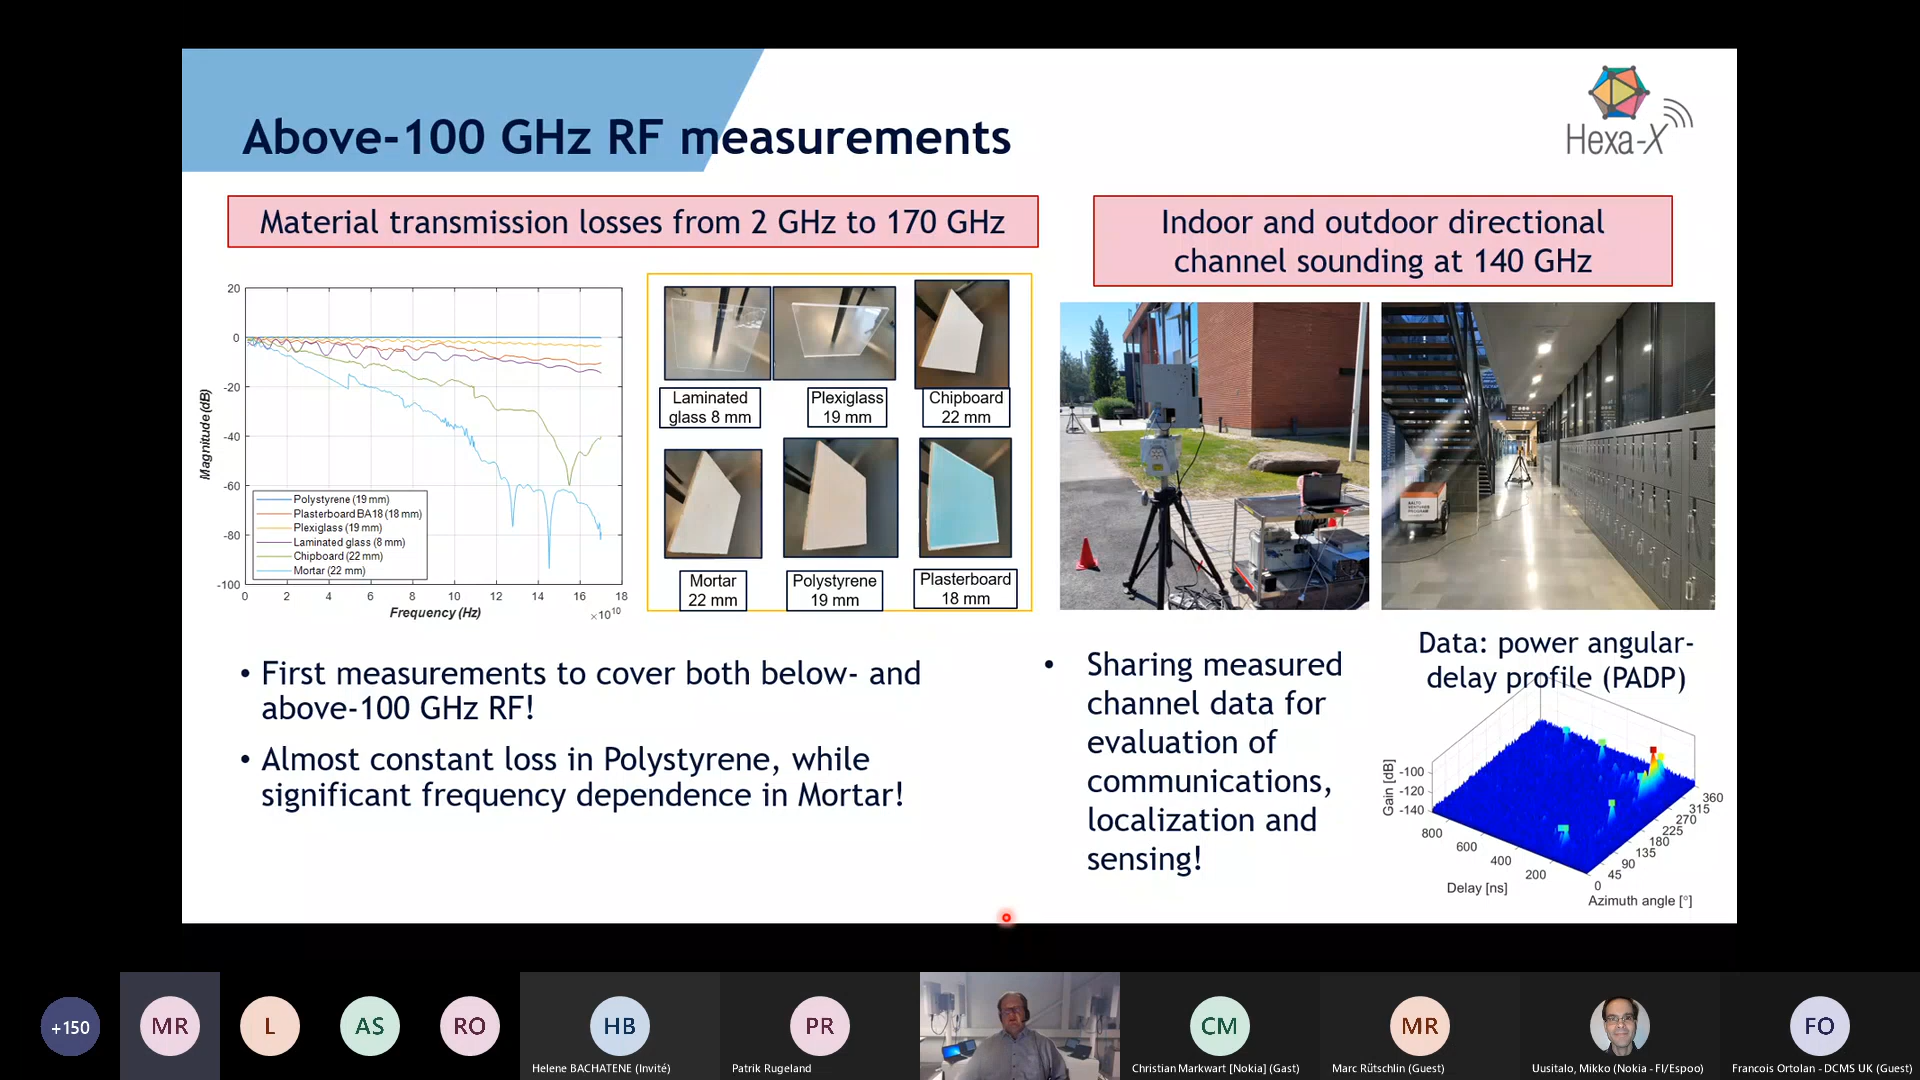 Above-100 GHz RF measurements
Hexa-X
Material transmission losses from 2 GHz to 170 GHz
Indoor and outdoor directional
channel sounding at 140 GHz
20
0
-20
-40
-60
-80
-100
Magnitude (dB)
Polystyrene (19 mm)
Plasterboard BA18 (18 mm)
Plexiglass (19 mm)
Laminated glass (8 mm)
Chipboard (22 mm)
Mortar (22 mm)
0 2 4 6 8 10 12 14 16 18
Frequency (Hz)
×10^10
Laminated
glass 8 mm
Plexiglass
19 mm
Chipboard
22 mm
Mortar
22 mm
Polystyrene
19 mm
Plasterboard
18 mm
• First measurements to cover both below- and
above-100 GHz RF!
• Almost constant loss in Polystyrene, while
significant frequency dependence in Mortar!
• Sharing measured
channel data for
evaluation of
communications,
localization and
sensing!
Data: power angular-
delay profile (PADP)
Gain [dB]
-100
-120
-140
800
600
400
200
Delay [ns]
0
45
90
135
180
225
270
315
360
Azimuth angle [°]
+150
MR
L
AS
RO
HB
Helene BACHATENE (Invité)
PR
Patrik Rugeland
CM
Christian Markwart [Nokia] (Gast)
MR
Marc Rütschlin (Guest)
Uusitalo, Mikko (Nokia - FI/Espoo)
FO
Francois Ortolan - DCMS UK (Guest)